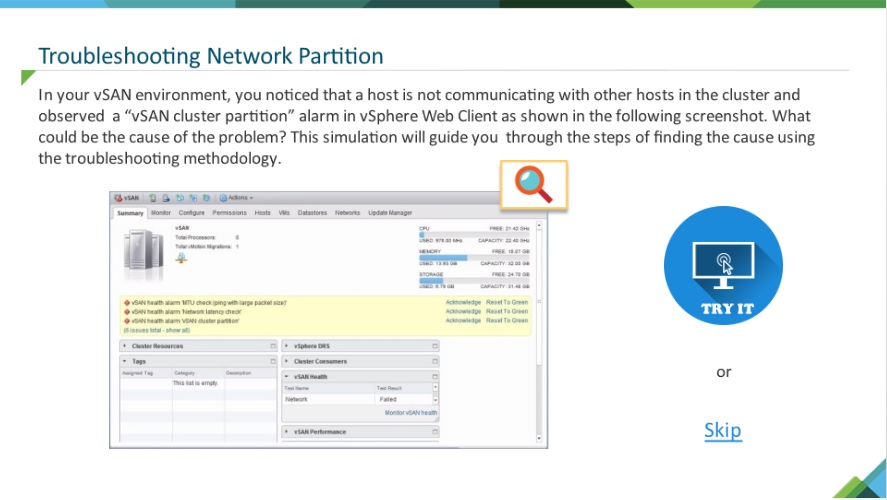 Troubleshooting Network Partition
In your vSAN environment, you noticed that a host is not communicating with other hosts in the cluster and
observed a “vSAN cluster partition” alarm in vSphere Web Client as shown in the following screenshot. What
could be the cause of the problem? This simulation will guide you through the steps of finding the cause using
the troubleshooting methodology.
vSAN Actions
Summary Monitor Configure Permissions Hosts VMs Datastores Networks Update Manager
vSAN
Total Processors: 8
Total vMotion Migrations: 1
CPU FREE: 21.42 GHz
USED: 978.00 MHz CAPACITY: 22.40 GHz
MEMORY FREE: 18.07 GB
USED: 13.93 GB CAPACITY: 32.00 GB
STORAGE FREE: 24.70 GB
USED: 6.79 GB CAPACITY: 31.48 GB
vSAN health alarm 'MTU check (ping with large packet size)' Acknowledge Reset To Green
vSAN health alarm 'Network latency check' Acknowledge Reset To Green
vSAN health alarm 'vSAN cluster partition' Acknowledge Reset To Green
(6 issues total - show all)
Cluster Resources
Tags
Assigned Tag Category Description
This list is empty.
vSphere DRS
Cluster Consumers
vSAN Health
Test Name Test Result
Network Failed
Monitor vSAN health
vSAN Performance
TRY IT
or
Skip